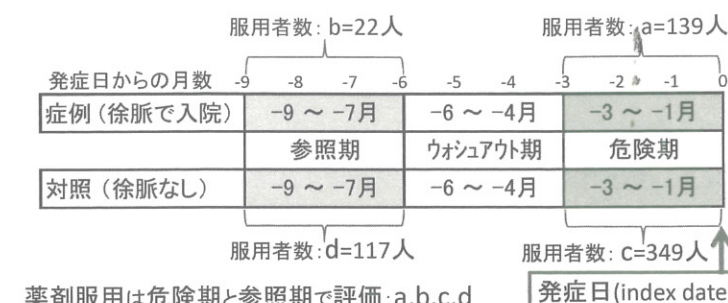 服用者数: b=22人 服用者数: a=139人
発症日からの月数 -9 -8 -7 -6 -5 -4 -3 -2 -1 0
症例（徐脈で入院） −9 ～ −7月 −6 ～ −4月 −3 ～ −1月
参照期 ウォシュアウト期 危険期
対照（徐脈なし） −9 ～ −7月 −6 ～ −4月 −3 ～ −1月
服用者数: d=117人 服用者数: c=349人
薬剤服用は危険期と参照期で評価: a,b,c,d 発症日(index date